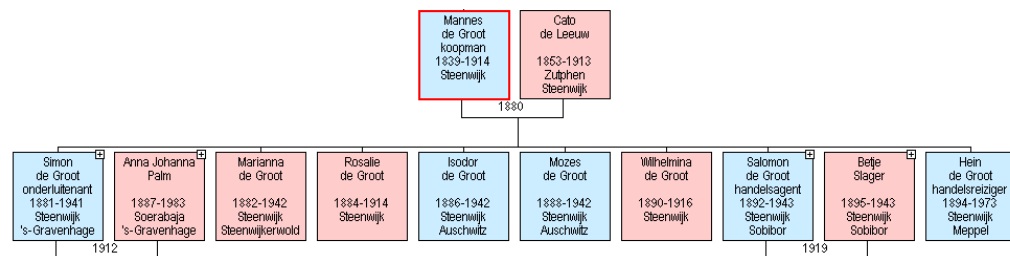 Mannes
de Groot
koopman
1839-1914
Steenwijk
Cato
de Leeuw
1853-1913
Zutphen
Steenwijk
1880
Simon
de Groot
onderluitenant
1881-1941
Steenwijk
's-Gravenhage
Anna Johanna
Palm
1887-1983
Soerabaja
's-Gravenhage
1912
Marianna
de Groot
1882-1942
Steenwijk
Steenwijkerwold
Rosalie
de Groot
1884-1914
Steenwijk
Isodor
de Groot
1886-1942
Steenwijk
Auschwitz
Mozes
de Groot
1888-1942
Steenwijk
Auschwitz
Wilhelmina
de Groot
1890-1916
Steenwijk
Salomon
de Groot
handelsagent
1892-1943
Steenwijk
Sobibor
Betje
Slager
1895-1943
Steenwijk
Sobibor
1919
Hein
de Groot
handelsreiziger
1894-1973
Steenwijk
Meppel